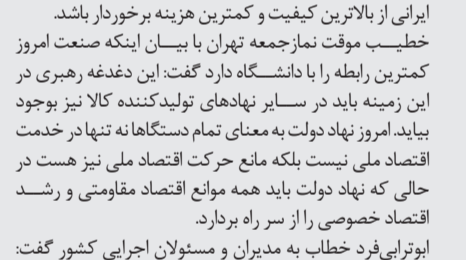 ایرانی از بالاترین کیفیت و کمترین هزینه برخوردار باشد.
خطیب موقت نمازجمعه تهران با بیان اینکه صنعت امروز
کمترین رابطه را با دانشگاه دارد گفت: این دغدغه رهبری در
این زمینه باید در سایر نهادهای تولیدکننده کالا نیز بوجود
بیاید. امروز نهاد دولت به معنای تمام دستگاها نه تنها در خدمت
اقتصاد ملی نیست بلکه مانع حرکت اقتصاد ملی نیز هست در
حالی که نهاد دولت باید همه موانع اقتصاد مقاومتی و رشد
اقتصاد خصوصی را از سر راه بردارد.
ابوترابی‌فرد خطاب به مدیران و مسئولان اجرایی کشور گفت: